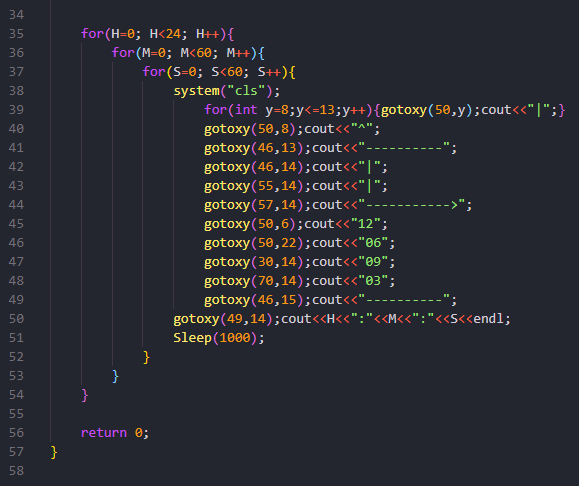 34
35 for(H=0; H<24; H++){
36 for(M=0; M<60; M++){
37 for(S=0; S<60; S++){
38 system("cls");
39 for(int y=8;y<=13;y++){gotoxy(50,y);cout<<"|";}
40 gotoxy(50,8);cout<<"^";
41 gotoxy(46,13);cout<<"----------";
42 gotoxy(46,14);cout<<"|";
43 gotoxy(55,14);cout<<"|";
44 gotoxy(57,14);cout<<"----------->";
45 gotoxy(50,6);cout<<"12";
46 gotoxy(50,22);cout<<"06";
47 gotoxy(30,14);cout<<"09";
48 gotoxy(70,14);cout<<"03";
49 gotoxy(46,15);cout<<"----------";
50 gotoxy(49,14);cout<<H<<":"<<M<<":"<<S<<endl;
51 Sleep(1000);
52 }
53 }
54 }
55
56 return 0;
57 }
58